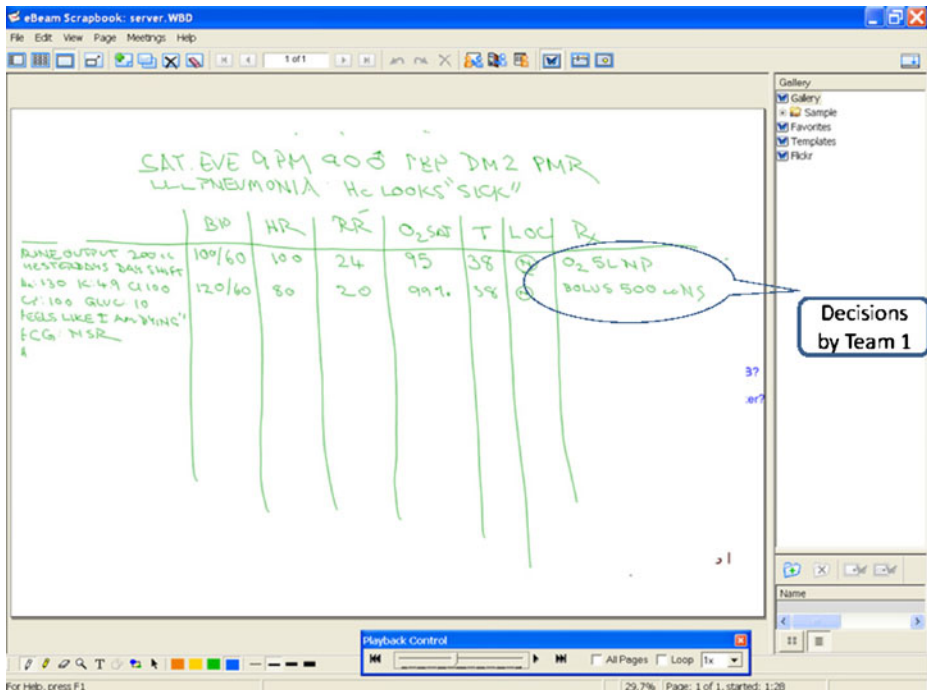 eBeam Scrapbook: server.WBD
File Edit View Page Meetings Help
1 of 1
Gallery
Gallery
Sample
Favorites
Templates
Flickr
SAT. EVE 9PM 90♂ DM2 PMR
LLL PNEUMONIA He LOOKS "SICK"
BP HR RR O2 SAT T LOC Rx
URINE OUTPUT 200cc 100/60 100 24 95 38 N O2 5L NP
YESTERDAYS DAY SHIFT
Na:130 K:4.9 Cl 100 120/60 80 20 99% 38 N BOLUS 500 cc NS
Cr:100 GLUC 10
FEELS LIKE I AM DYING"
ECG: NSR
Decisions
by Team 1
B?
ter?
Name
Playback Control
All Pages Loop 1x
For Help, press F1
29.7% Page: 1 of 1, started: 1:28